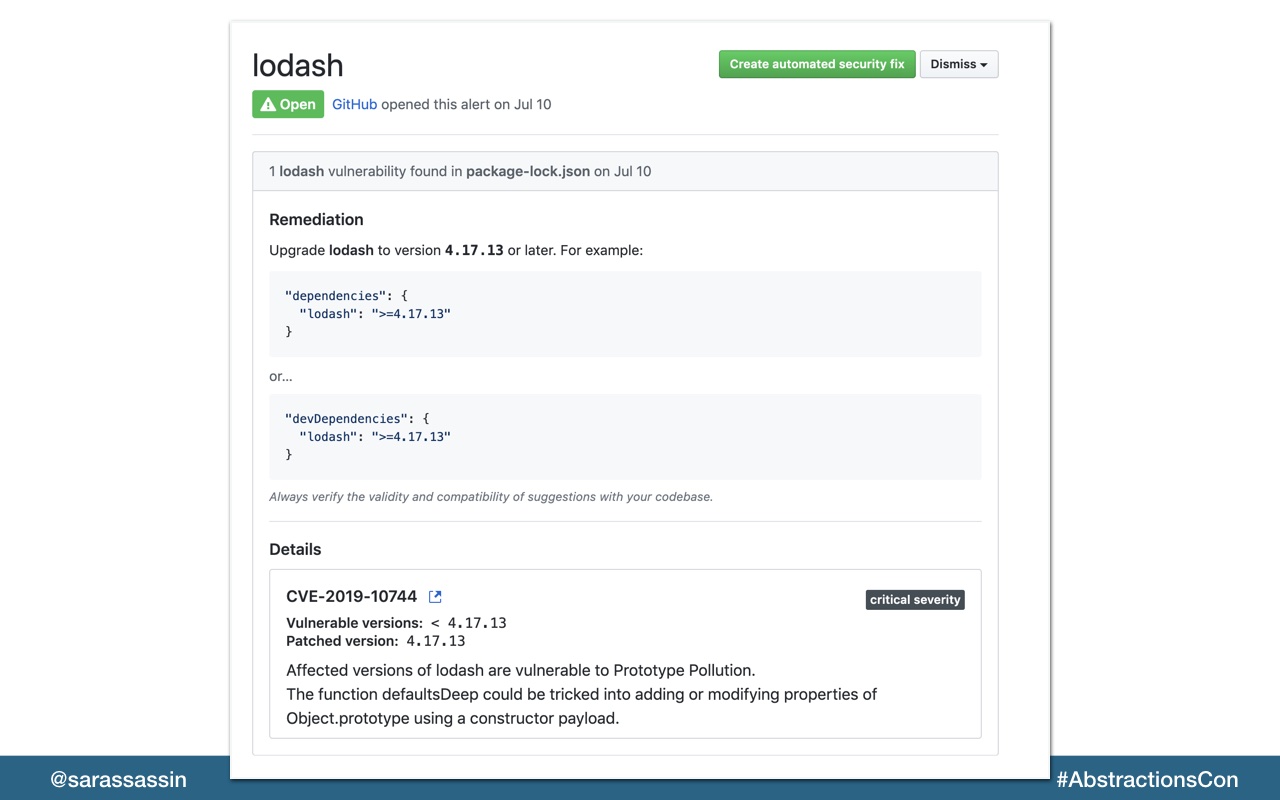 lodash
Create automated security fix
Dismiss
Open
GitHub opened this alert on Jul 10
1 lodash vulnerability found in package-lock.json on Jul 10
Remediation
Upgrade lodash to version 4.17.13 or later. For example:
"dependencies": {
  "lodash": ">=4.17.13"
}
or...
"devDependencies": {
  "lodash": ">=4.17.13"
}
Always verify the validity and compatibility of suggestions with your codebase.
Details
CVE-2019-10744
critical severity
Vulnerable versions: < 4.17.13
Patched version: 4.17.13
Affected versions of lodash are vulnerable to Prototype Pollution.
The function defaultsDeep could be tricked into adding or modifying properties of
Object.prototype using a constructor payload.
@sarassassin
#AbstractionsCon